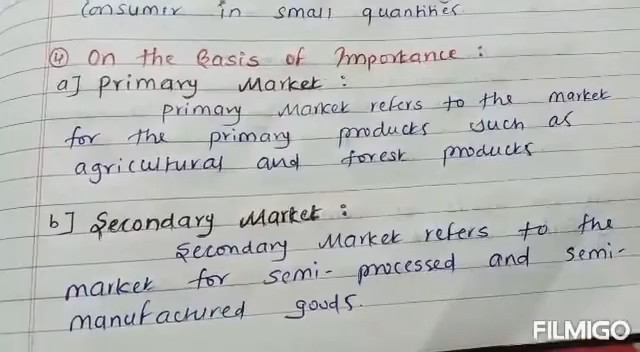 consumer in small quantities
④ On the Basis of Importance :
a] Primary Market :
primary Market refers to the market
for the primary products such as
agricultural and forest products
b] Secondary Market :
Secondary Market refers to the
market for semi-processed and semi-
manufactured goods.
FILMIGO